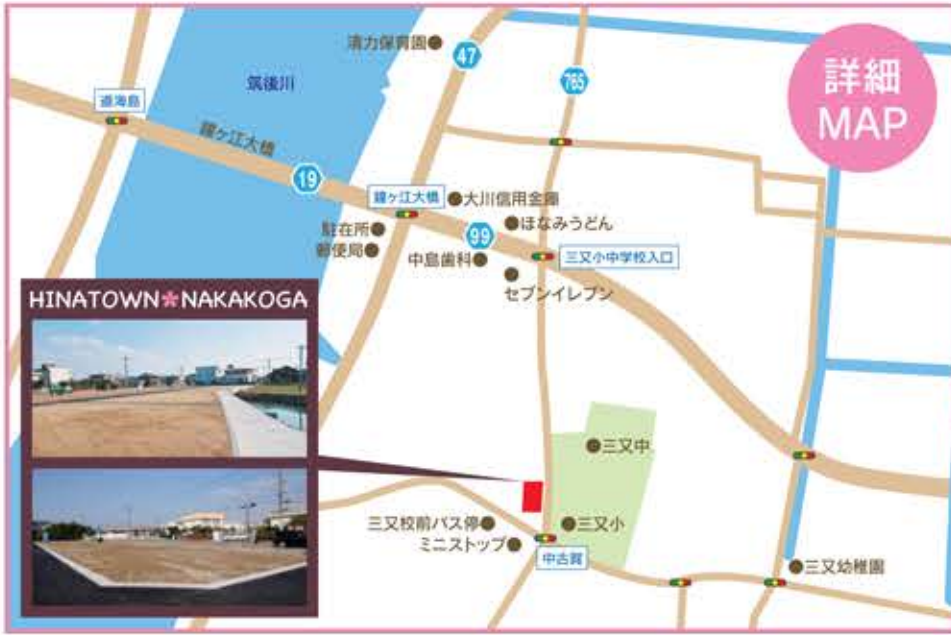 清力保育園
47
765
詳細
MAP
筑後川
道海島
鐘ヶ江大橋
19
鐘ヶ江大橋
大川信用金庫
ほなみうどん
駐在所
郵便局
99
中島歯科
三又小中学校入口
セブンイレブン
HINATOWN*NAKAKOGA
三又中
三又校前バス停
三又小
ミニストップ
中古賀
三又幼稚園